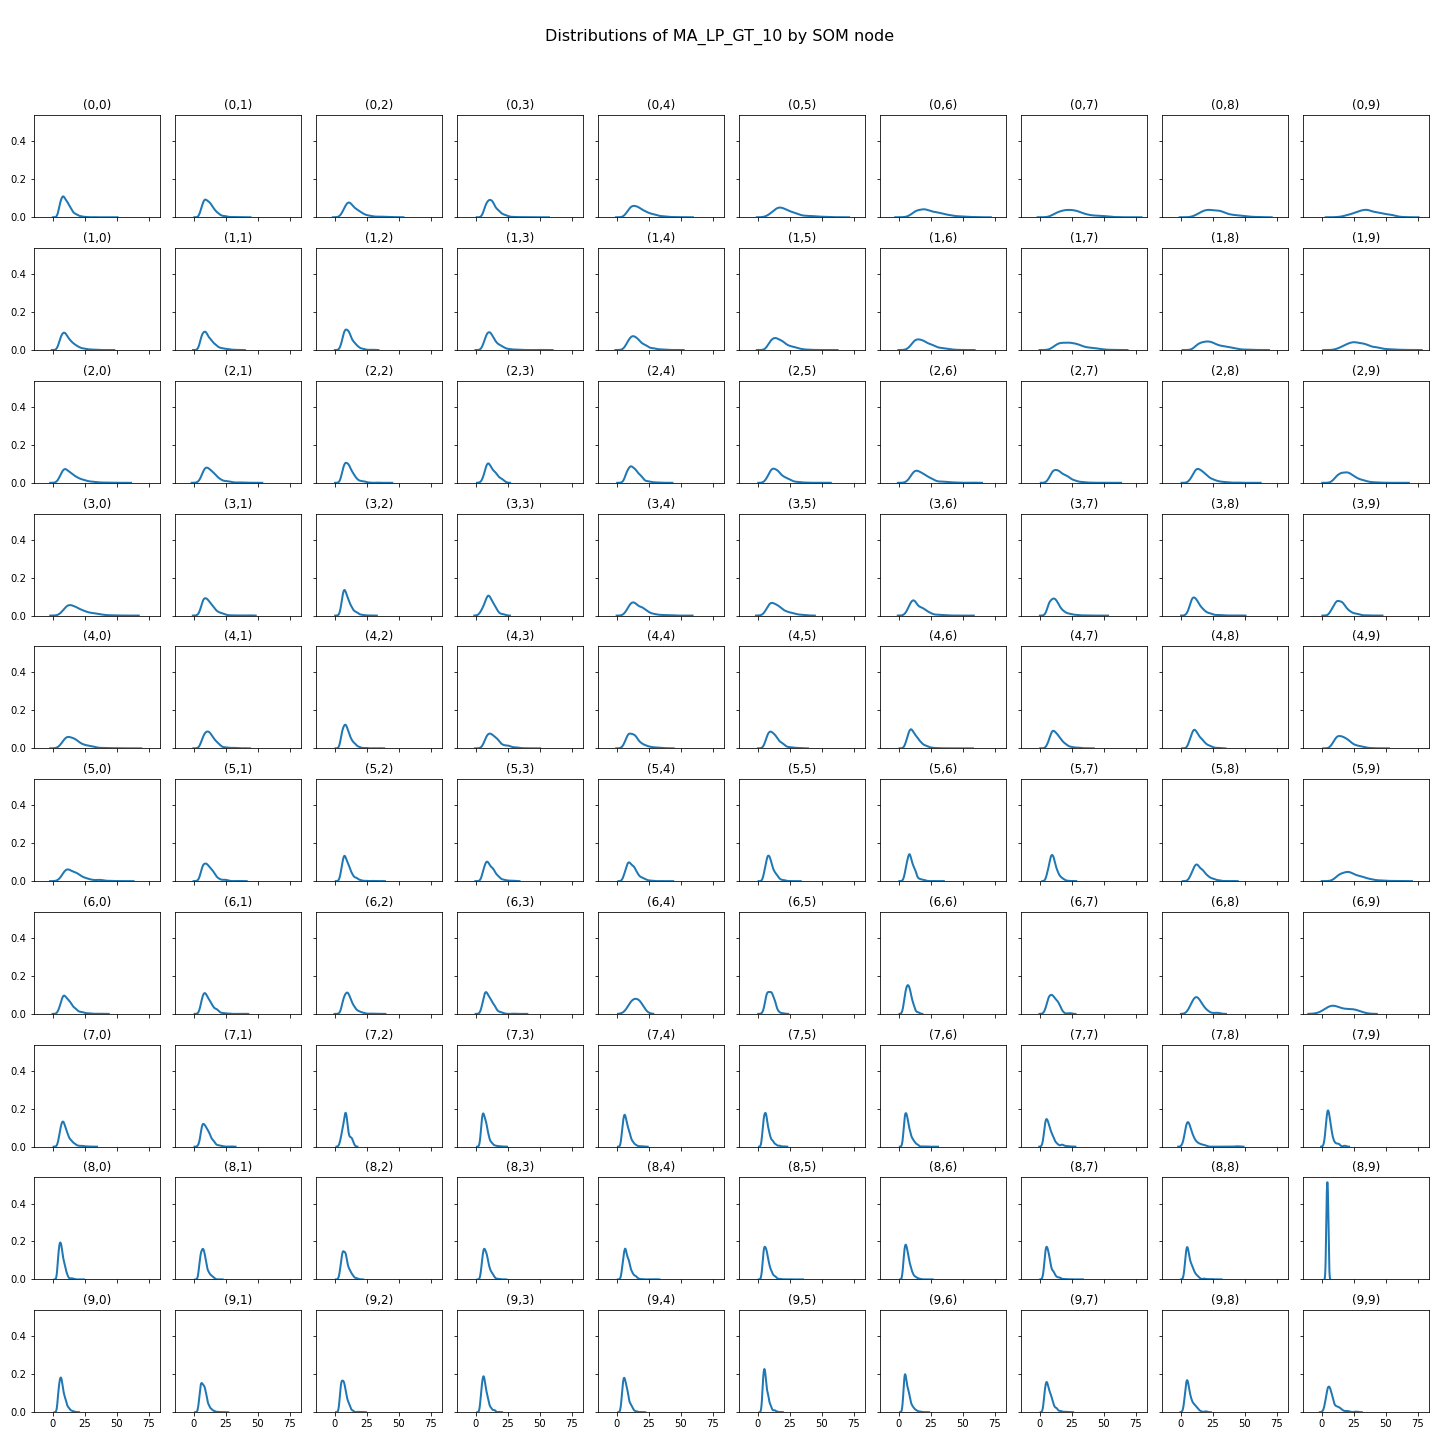 Distributions of MA_LP_GT_10 by SOM node
(0,0) (0,1) (0,2) (0,3) (0,4) (0,5) (0,6) (0,7) (0,8) (0,9)
0.4
0.2
0.0
(1,0) (1,1) (1,2) (1,3) (1,4) (1,5) (1,6) (1,7) (1,8) (1,9)
0.4
0.2
0.0
(2,0) (2,1) (2,2) (2,3) (2,4) (2,5) (2,6) (2,7) (2,8) (2,9)
0.4
0.2
0.0
(3,0) (3,1) (3,2) (3,3) (3,4) (3,5) (3,6) (3,7) (3,8) (3,9)
0.4
0.2
0.0
(4,0) (4,1) (4,2) (4,3) (4,4) (4,5) (4,6) (4,7) (4,8) (4,9)
0.4
0.2
0.0
(5,0) (5,1) (5,2) (5,3) (5,4) (5,5) (5,6) (5,7) (5,8) (5,9)
0.4
0.2
0.0
(6,0) (6,1) (6,2) (6,3) (6,4) (6,5) (6,6) (6,7) (6,8) (6,9)
0.4
0.2
0.0
(7,0) (7,1) (7,2) (7,3) (7,4) (7,5) (7,6) (7,7) (7,8) (7,9)
0.4
0.2
0.0
(8,0) (8,1) (8,2) (8,3) (8,4) (8,5) (8,6) (8,7) (8,8) (8,9)
0.4
0.2
0.0
(9,0) (9,1) (9,2) (9,3) (9,4) (9,5) (9,6) (9,7) (9,8) (9,9)
0.4
0.2
0.0
0 25 50 75 0 25 50 75 0 25 50 75 0 25 50 75 0 25 50 75 0 25 50 75 0 25 50 75 0 25 50 75 0 25 50 75 0 25 50 75